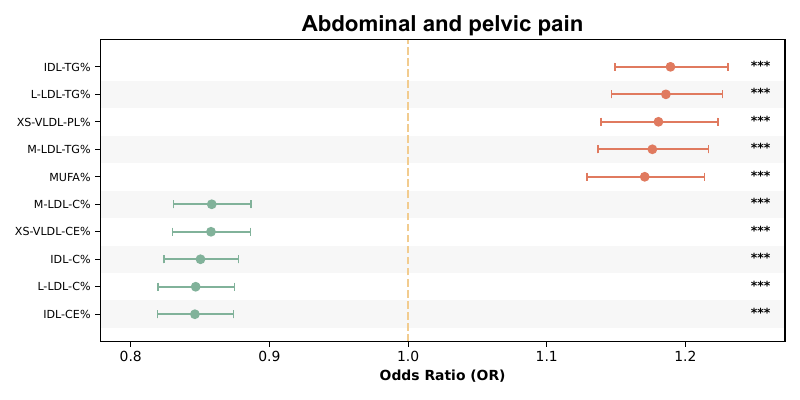 Abdominal and pelvic pain
IDL-TG% ***
L-LDL-TG% ***
XS-VLDL-PL% ***
M-LDL-TG% ***
MUFA% ***
M-LDL-C% ***
XS-VLDL-CE% ***
IDL-C% ***
L-LDL-C% ***
IDL-CE% ***
0.8 0.9 1.0 1.1 1.2
Odds Ratio (OR)